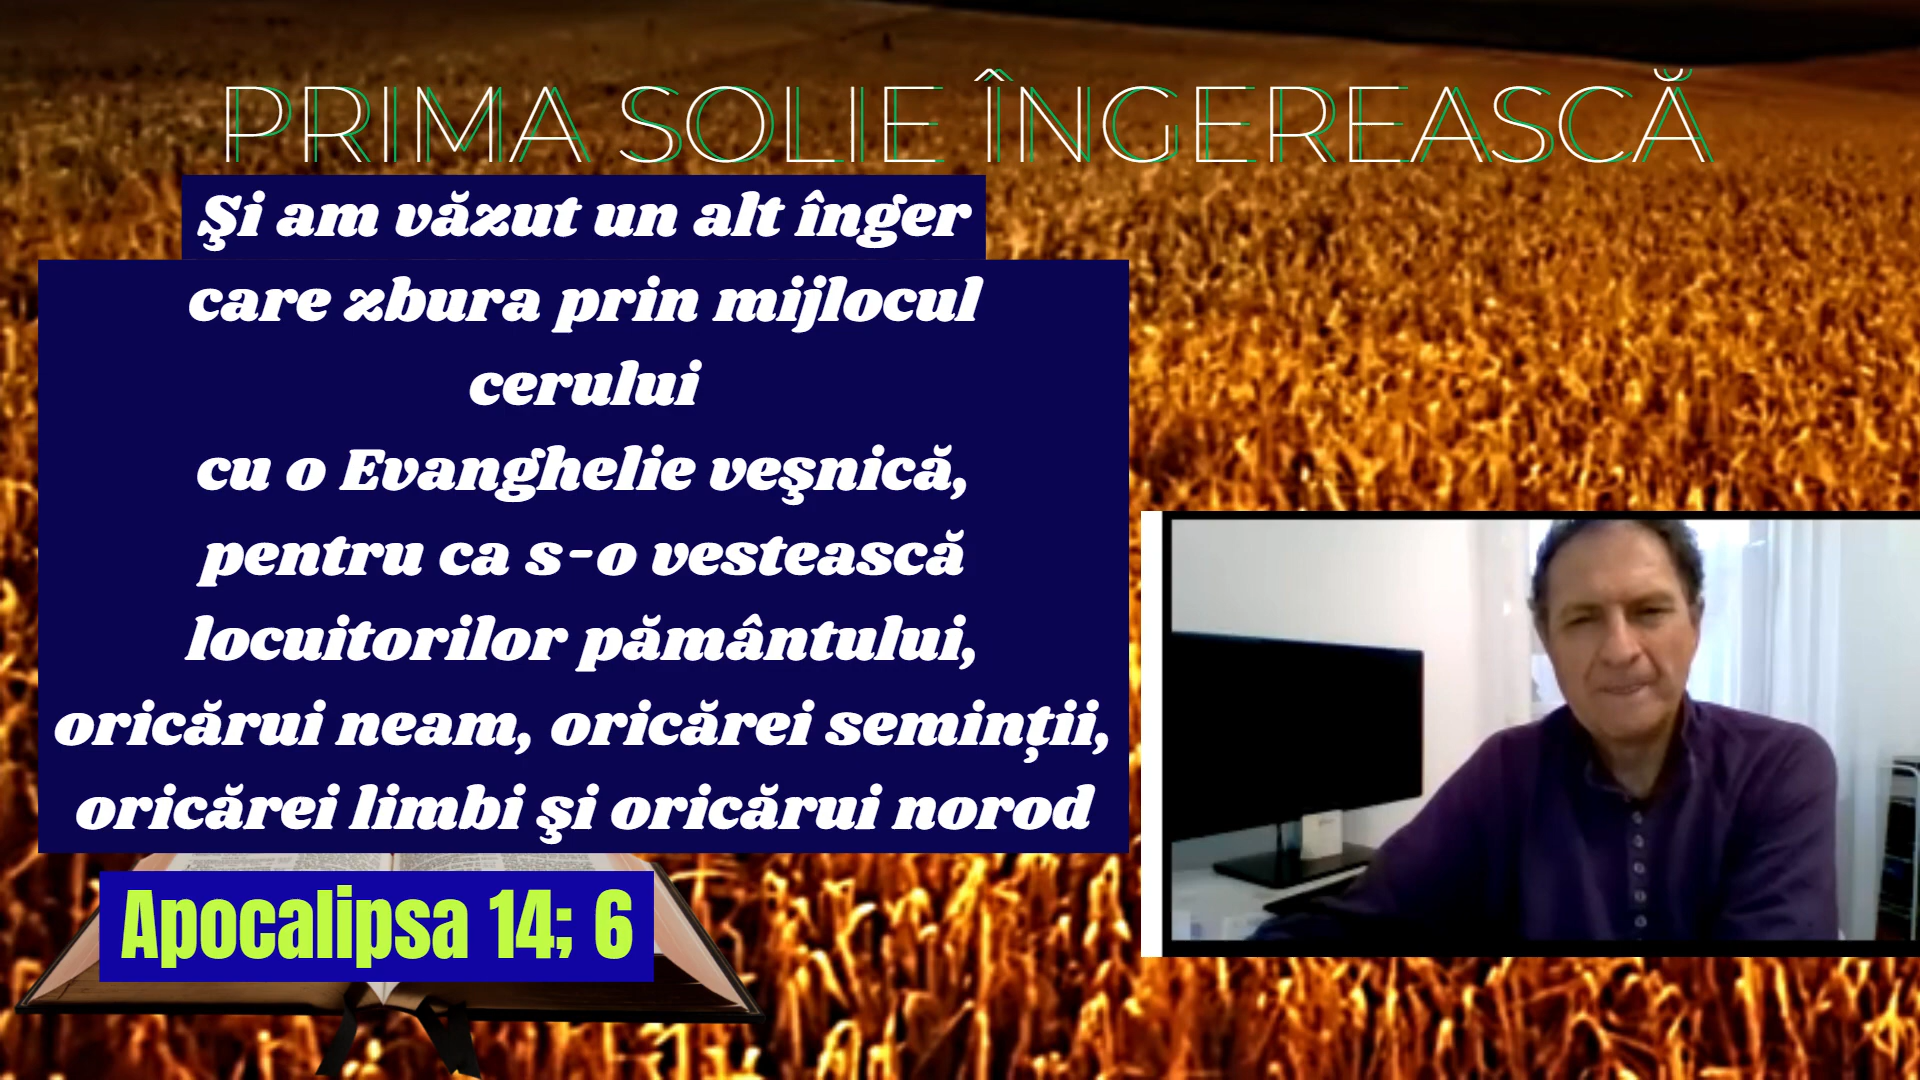 PRIMA SOLIE ÎNGEREASCĂ
Şi am văzut un alt înger
care zbura prin mijlocul
cerului
cu o Evanghelie veşnică,
pentru ca s-o vestească
locuitorilor pământului,
oricărui neam, oricărei seminții,
oricărei limbi şi oricărui norod
Apocalipsa 14; 6